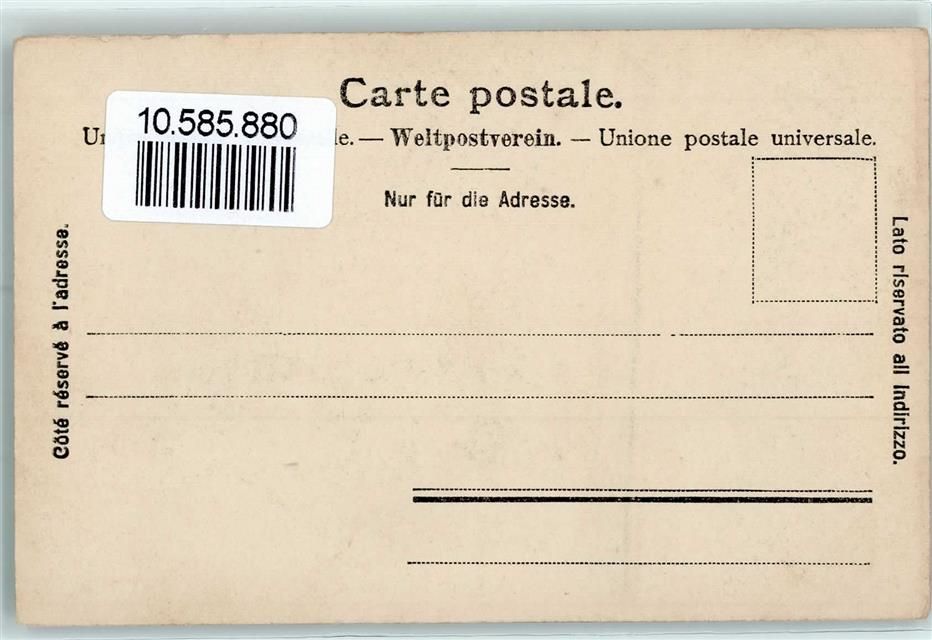 Carte postale.
10.585.880
— Weltpostverein. — Unione postale universale.
Nur für die Adresse.
Côté réservé à l'adresse.
Lato riservato all indirizzo.